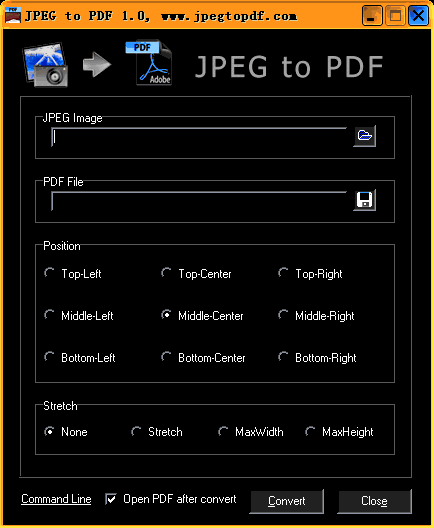 JPEG to PDF 1.0, www.jpegtopdf.com
PDF
Adobe
JPEG to PDF
JPEG Image
PDF File
Position
Top-Left Top-Center Top-Right
Middle-Left Middle-Center Middle-Right
Bottom-Left Bottom-Center Bottom-Right
Stretch
None Stretch MaxWidth MaxHeight
Command Line Open PDF after convert Convert Close